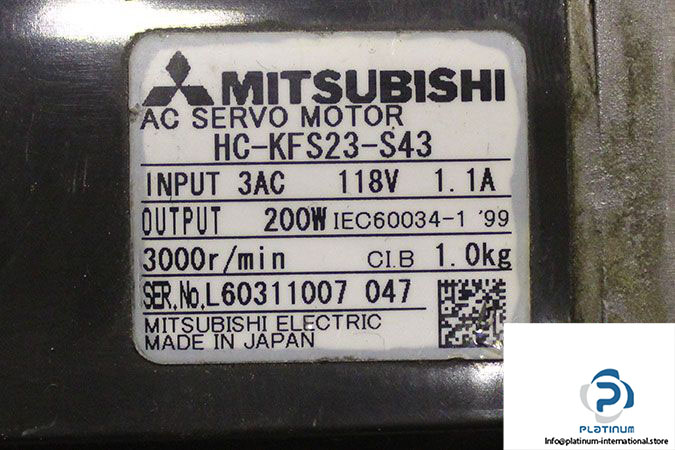 MITSUBISHI
AC SERVO MOTOR
HC-KFS23-S43
INPUT 3AC 118V 1.1A
OUTPUT 200W IEC60034-1 '99
3000r/min CI.B 1.0kg
SER.No.L60311007 047
MITSUBISHI ELECTRIC
MADE IN JAPAN
PLATINUM
Info@platinum-international.store